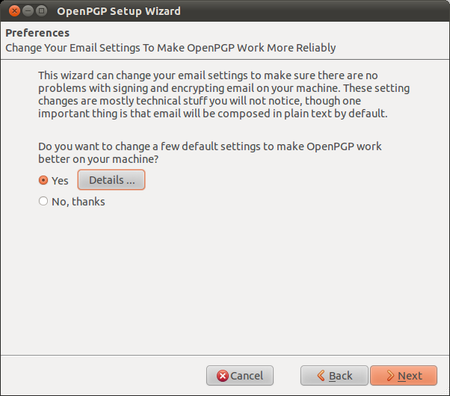 OpenPGP Setup Wizard
Preferences
Change Your Email Settings To Make OpenPGP Work More Reliably
This wizard can change your email settings to make sure there are no
problems with signing and encrypting email on your machine. These setting
changes are mostly technical stuff you will not notice, though one
important thing is that email will be composed in plain text by default.
Do you want to change a few default settings to make OpenPGP work
better on your machine?
Yes Details ...
No, thanks
Cancel Back Next